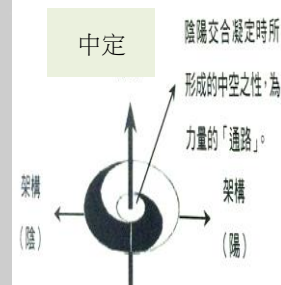 中定
陰陽交合凝定時所
形成的中空之性,為
力量的「通路」。
架構
(陰)
架構
(陽)